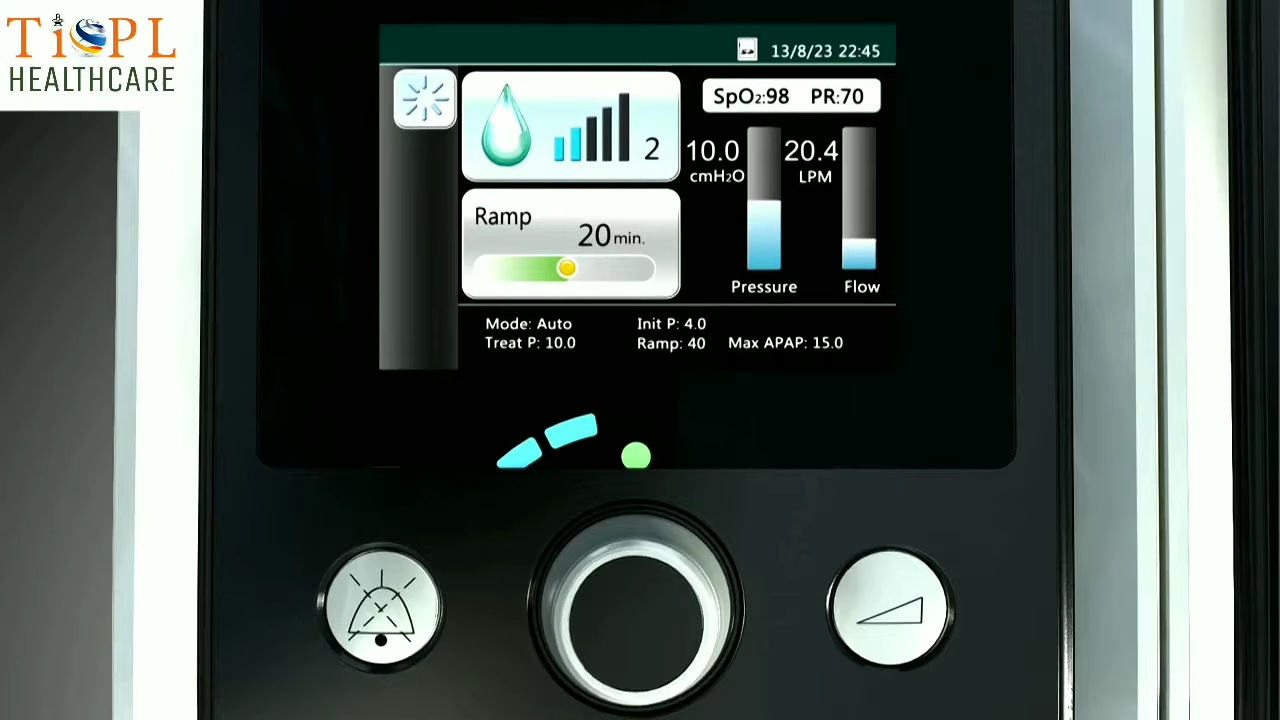 TiSPL
HEALTHCARE
13/8/23 22:45
2
SpO₂:98 PR:70
10.0
cmH₂O
20.4
LPM
Ramp
20 min.
Pressure
Flow
Mode: Auto
Init P: 4.0
Treat P: 10.0
Ramp: 40
Max APAP: 15.0